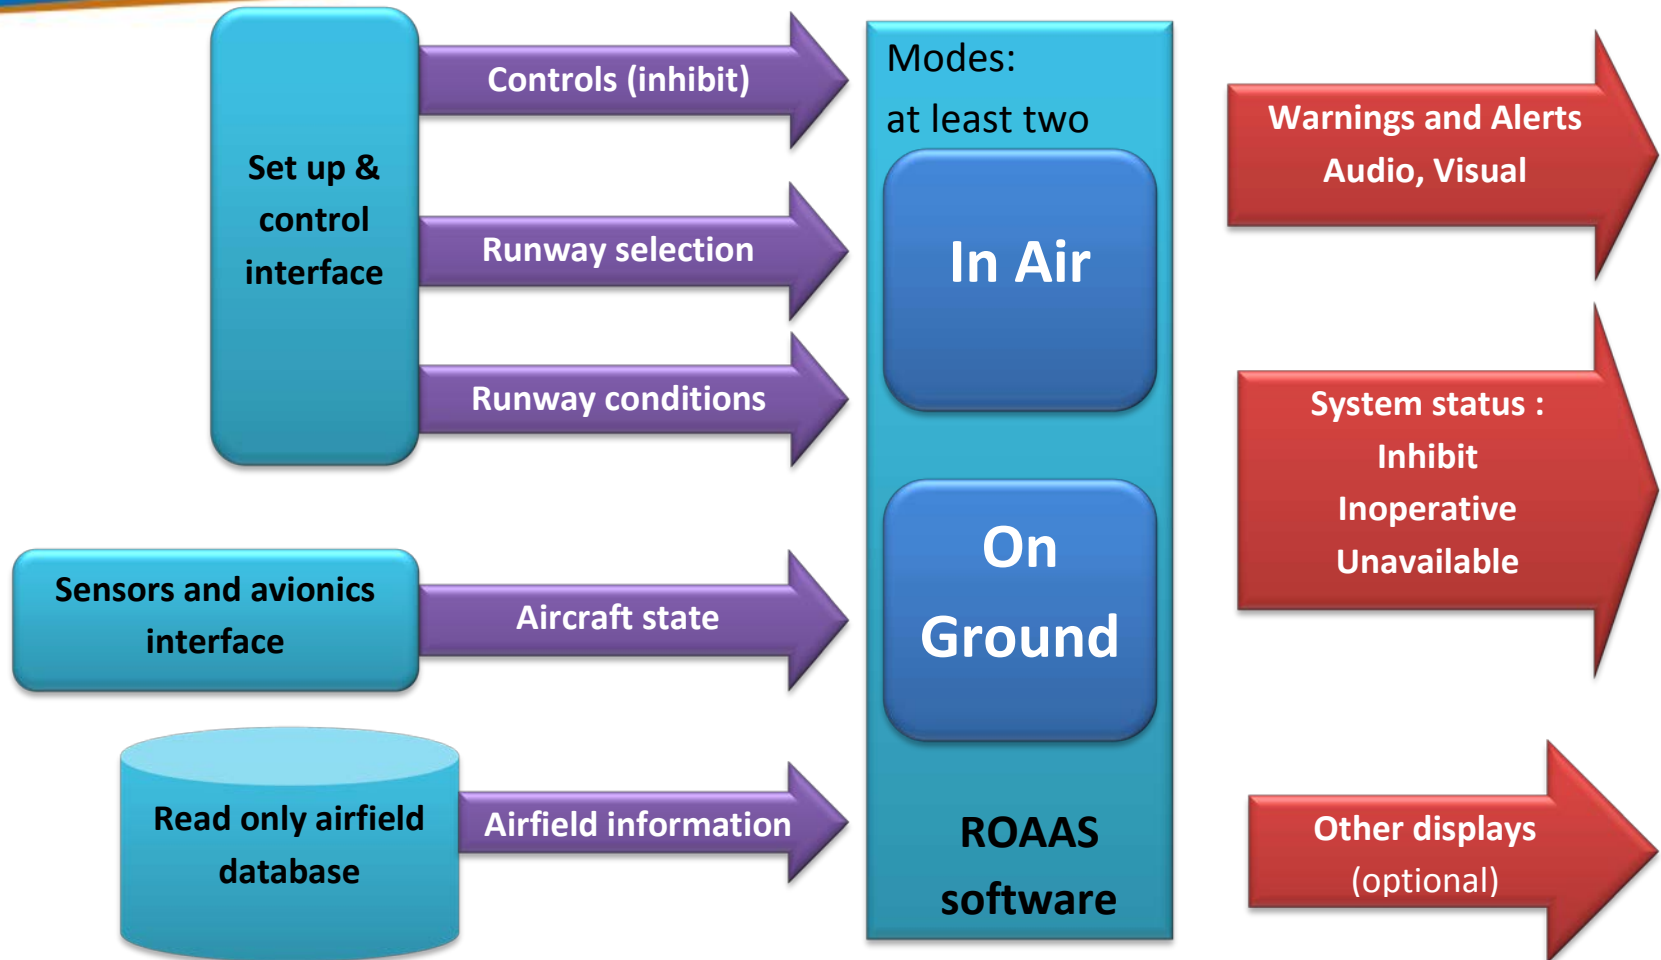 Set up &
control
interface
Controls (inhibit)
Runway selection
Runway conditions
Sensors and avionics
interface
Aircraft state
Read only airfield
database
Airfield information
Modes:
at least two
In Air
On
Ground
ROAAS
software
Warnings and Alerts
Audio, Visual
System status :
Inhibit
Inoperative
Unavailable
Other displays
(optional)